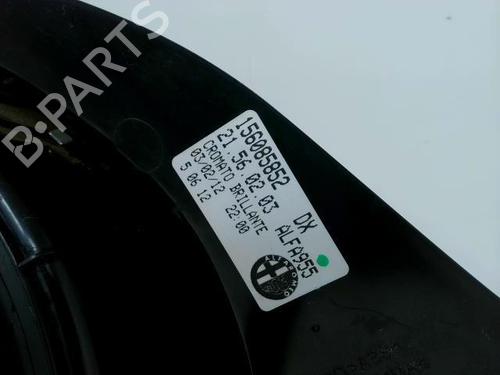 B-PARTS
156085852 DX
21.56.02.03 ALFA955
CROMATO BRILLANTE
03/02/12 22:00
5 06 12